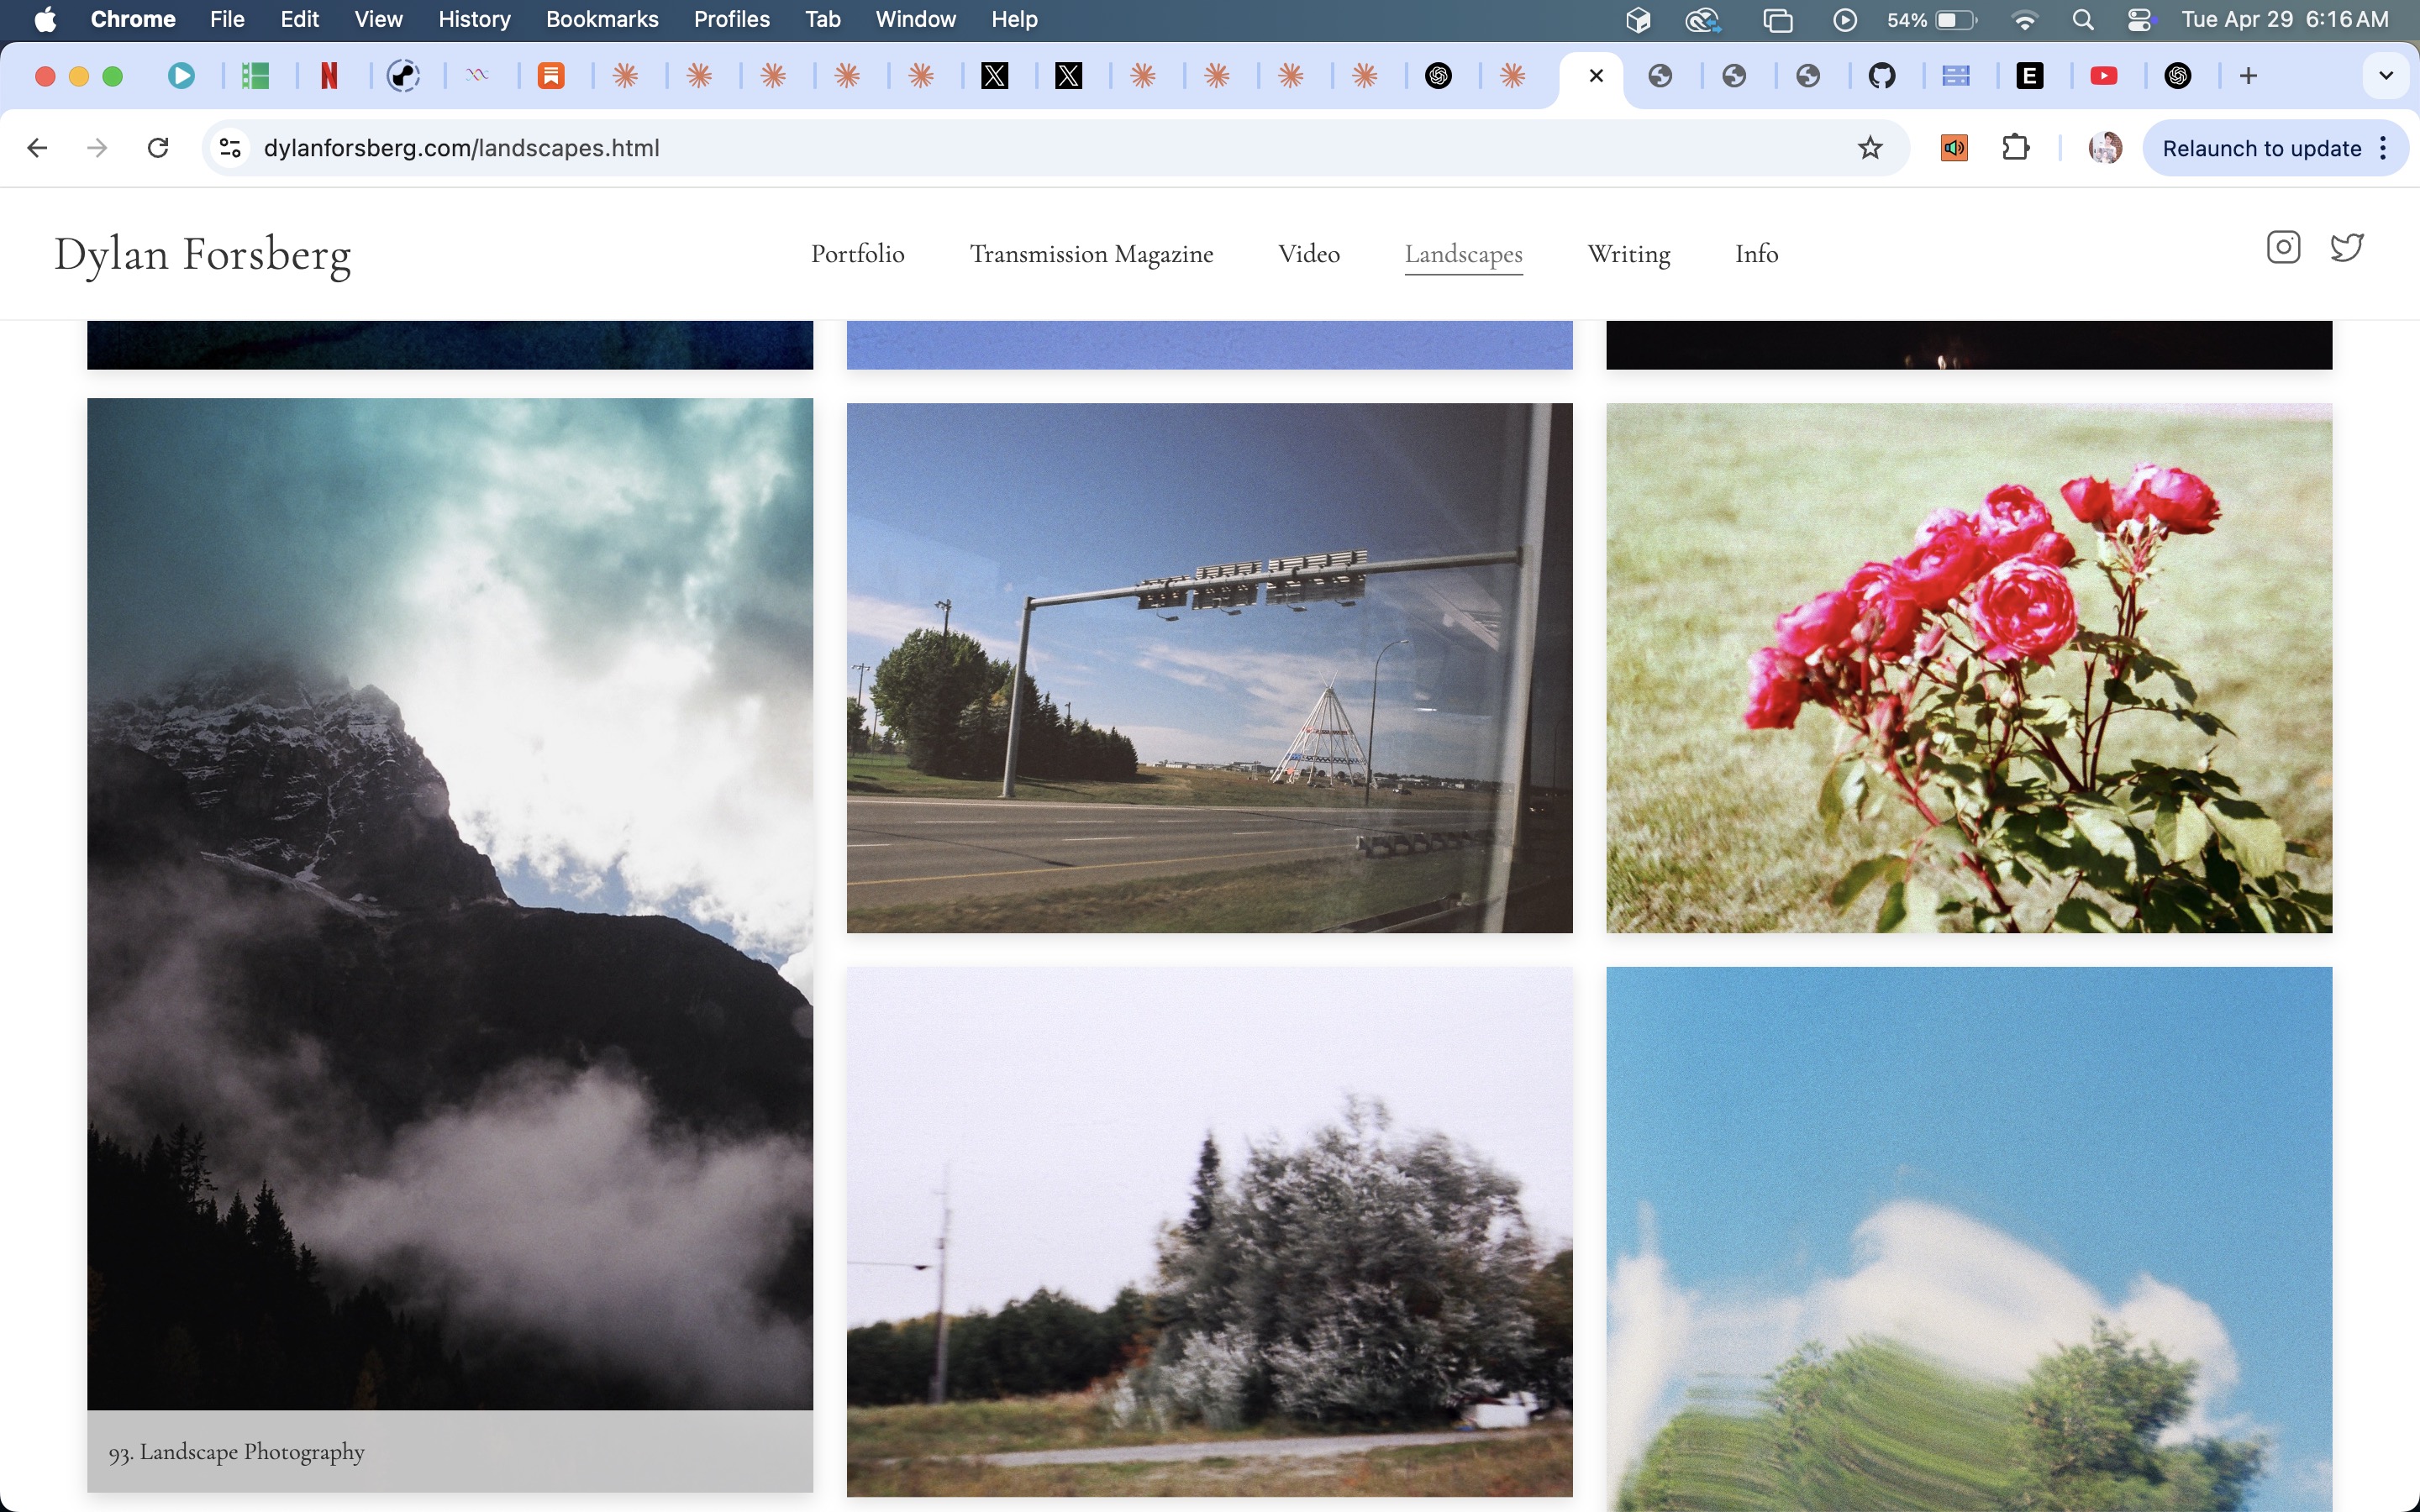 Chrome File Edit View History Bookmarks Profiles Tab Window Help 54% Tue Apr 29 6:16 AM
dylanforsberg.com/landscapes.html Relaunch to update
Dylan Forsberg Portfolio Transmission Magazine Video Landscapes Writing Info
93. Landscape Photography